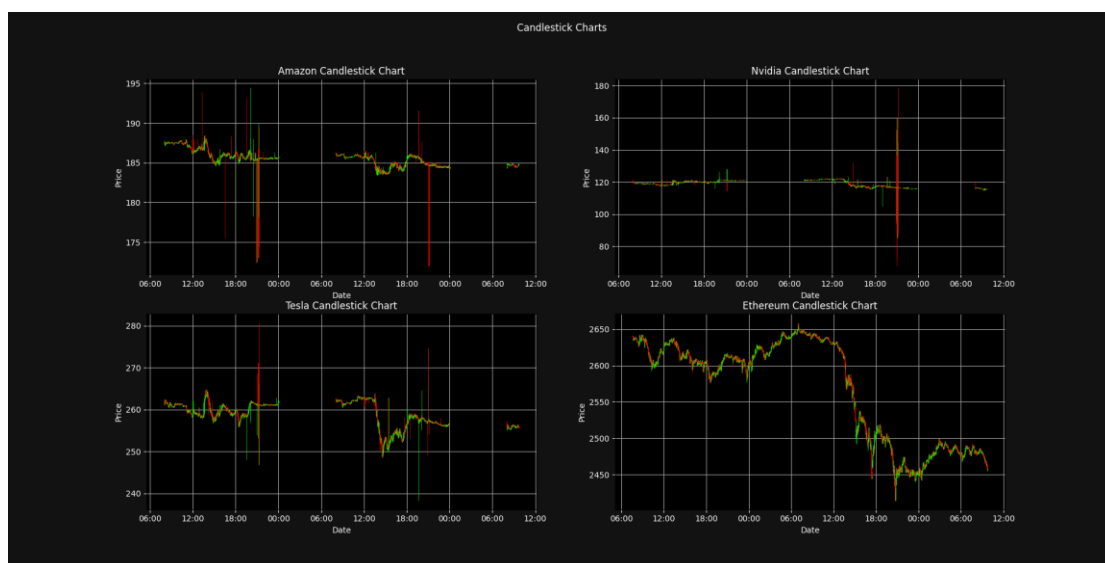 Candlestick Charts
Amazon Candlestick Chart
Price
195
190
185
180
175
06:00 12:00 18:00 00:00 06:00 12:00 18:00 00:00 06:00 12:00
Date
Nvidia Candlestick Chart
Price
180
160
140
120
100
80
06:00 12:00 18:00 00:00 06:00 12:00 18:00 00:00 06:00 12:00
Date
Tesla Candlestick Chart
Price
280
270
260
250
240
06:00 12:00 18:00 00:00 06:00 12:00 18:00 00:00 06:00 12:00
Date
Ethereum Candlestick Chart
Price
2650
2600
2550
2500
2450
06:00 12:00 18:00 00:00 06:00 12:00 18:00 00:00 06:00 12:00
Date